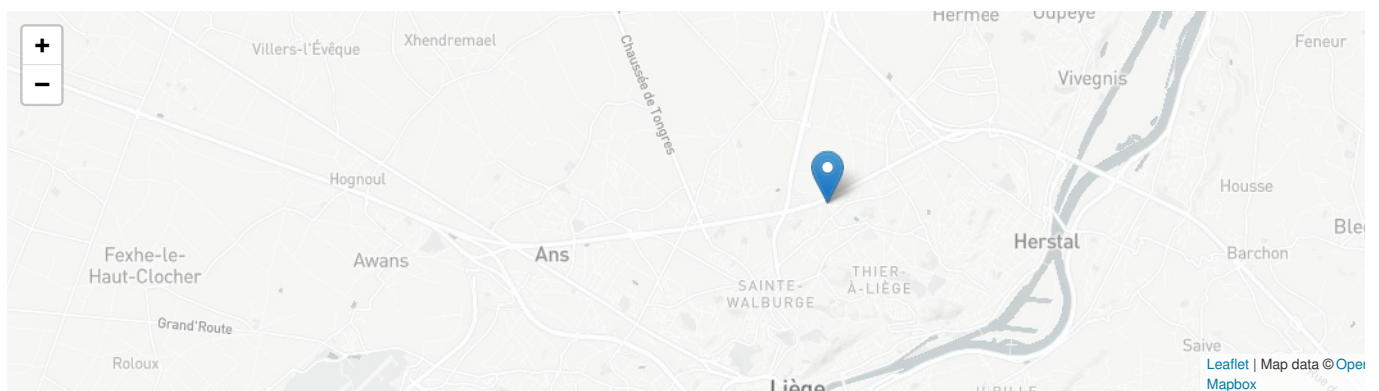 Hermée
Oupeye
+
Villers-l'Évêque
Xhendremael
Chaussée de Tongres
Feneur
−
Vivegnis
Hognoul
Housse
Fexhe-le-
Haut-Clocher
Awans
Ans
Herstal
Barchon
SAINTE-
WALBURGE
THIER-
À-LIÈGE
Grand'Route
Roloux
Saive
Liège
Leaflet | Map data © Oper
Mapbox